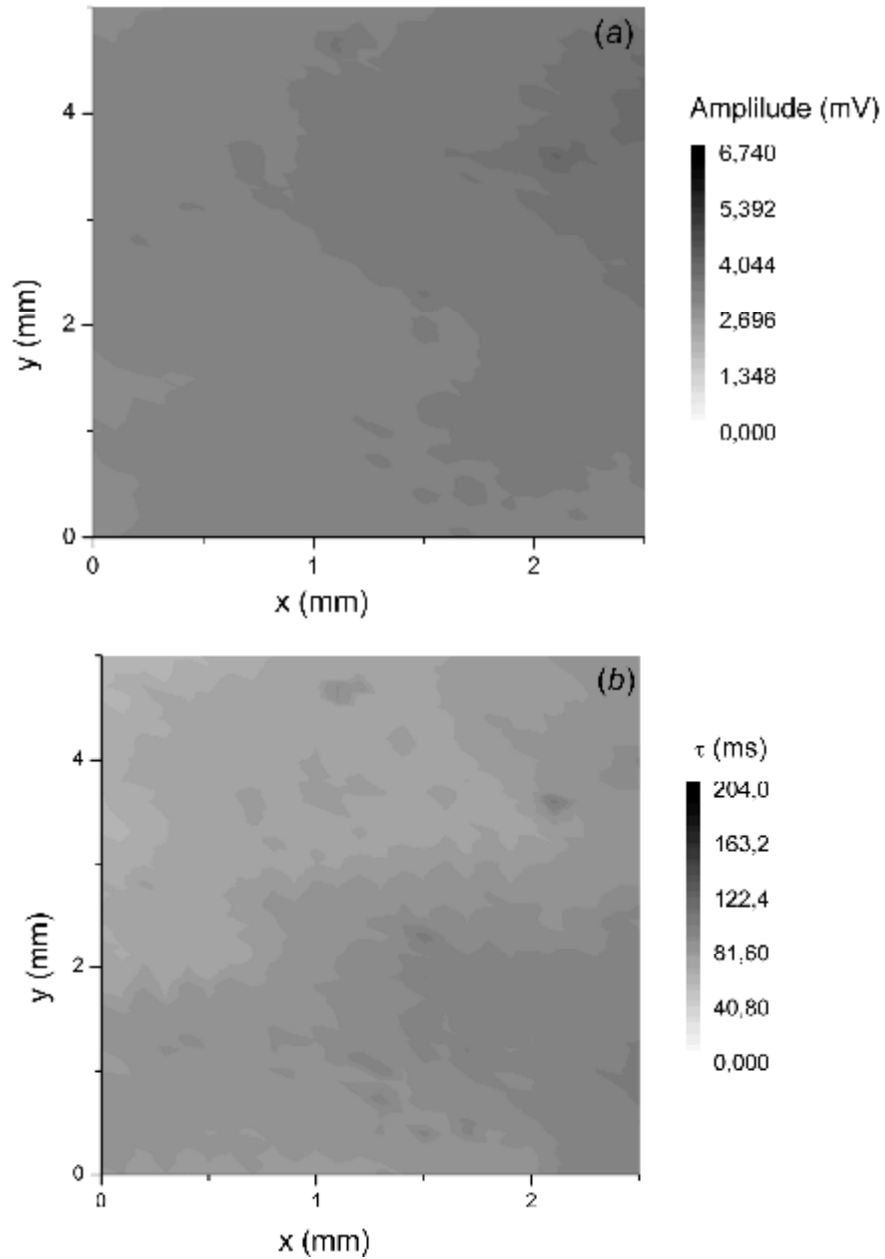 (a)
Amplilude (mV)
6,740
5,392
4,044
2,696
1,348
0,000
4
2
0
y (mm)
0 1 2
x (mm)
(b)
τ (ms)
204,0
163,2
122,4
81,60
40,80
0,000
4
2
0
y (mm)
0 1 2
x (mm)